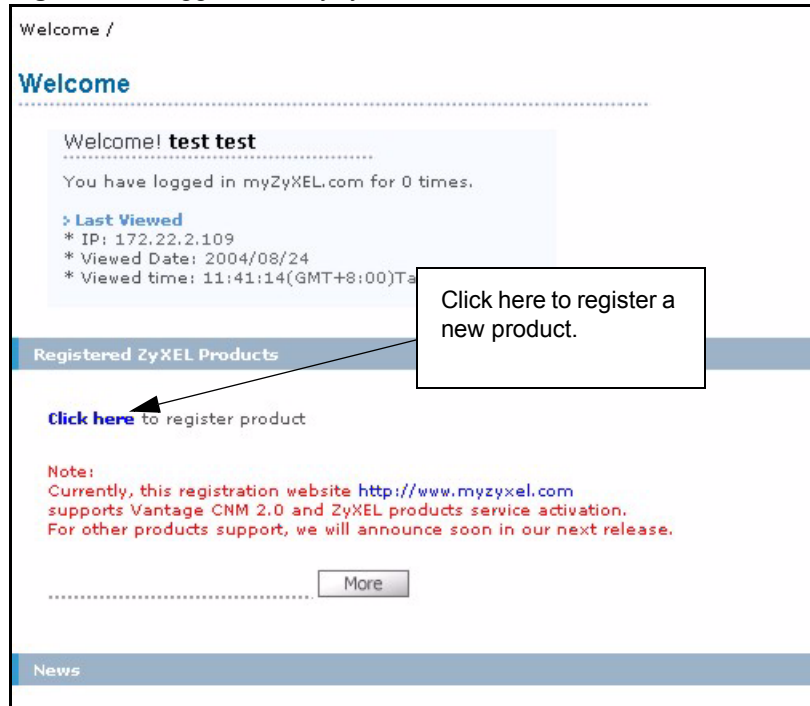 Welcome /
Welcome
Welcome! test test
You have logged in myZyXEL.com for 0 times.
> Last Viewed
* IP: 172.22.2.109
* Viewed Date: 2004/08/24
* Viewed time: 11:41:14(GMT+8:00)Ta
Click here to register a
new product.
Registered ZyXEL Products
Click here to register product
Note:
Currently, this registration website http://www.myzyxel.com
supports Vantage CNM 2.0 and ZyXEL products service activation.
For other products support, we will announce soon in our next release.
More
News